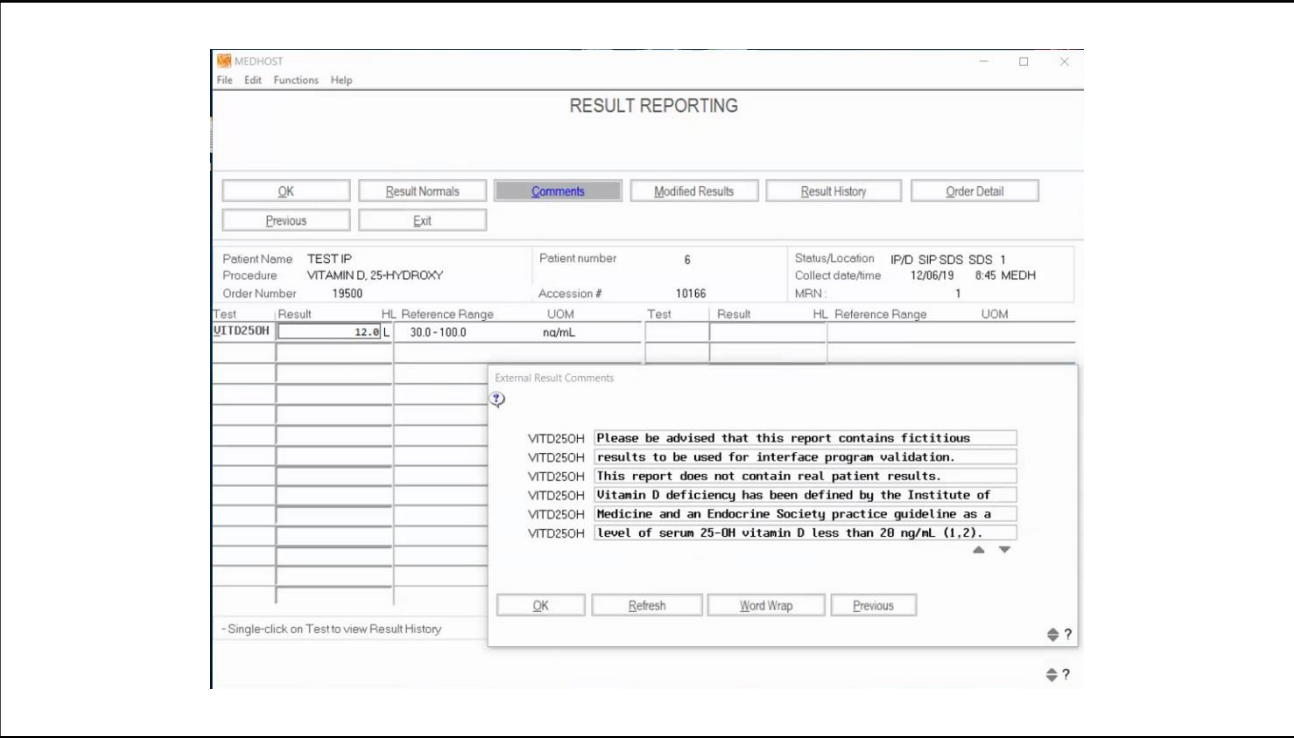 MEDHOST
File Edit Functions Help
RESULT REPORTING
OK Result Normals Comments Modified Results Result History Order Detail
Previous Exit
Patient Name TEST IP Patient number 6 Status/Location IP/D SIP SDS SDS 1
Procedure VITAMIN D, 25-HYDROXY Collect date/time 12/06/19 8:45 MEDH
Order Number 19500 Accession # 10166 MRN: 1
Test Result HL Reference Range UOM Test Result HL Reference Range UOM
VITD25OH 12.0 L 30.0 - 100.0 ng/mL
External Result Comments
?
VITD25OH Please be advised that this report contains fictitious
VITD25OH results to be used for interface program validation.
VITD25OH This report does not contain real patient results.
VITD25OH Vitamin D deficiency has been defined by the Institute of
VITD25OH Medicine and an Endocrine Society practice guideline as a
VITD25OH level of serum 25-OH vitamin D less than 20 ng/mL (1,2).
OK Refresh Word Wrap Previous
- Single-click on Test to view Result History
?
?